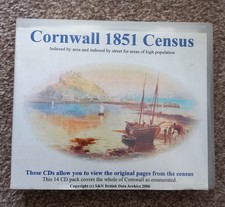 Cornwall 1851 Census
Indexed by area and indexed by street for areas of high population
These CDs allow you to view the original pages from the census
This 14 CD pack covers the whole of Cornwall as enumerated.
Copyright (c) S&N British Data Archive 2006